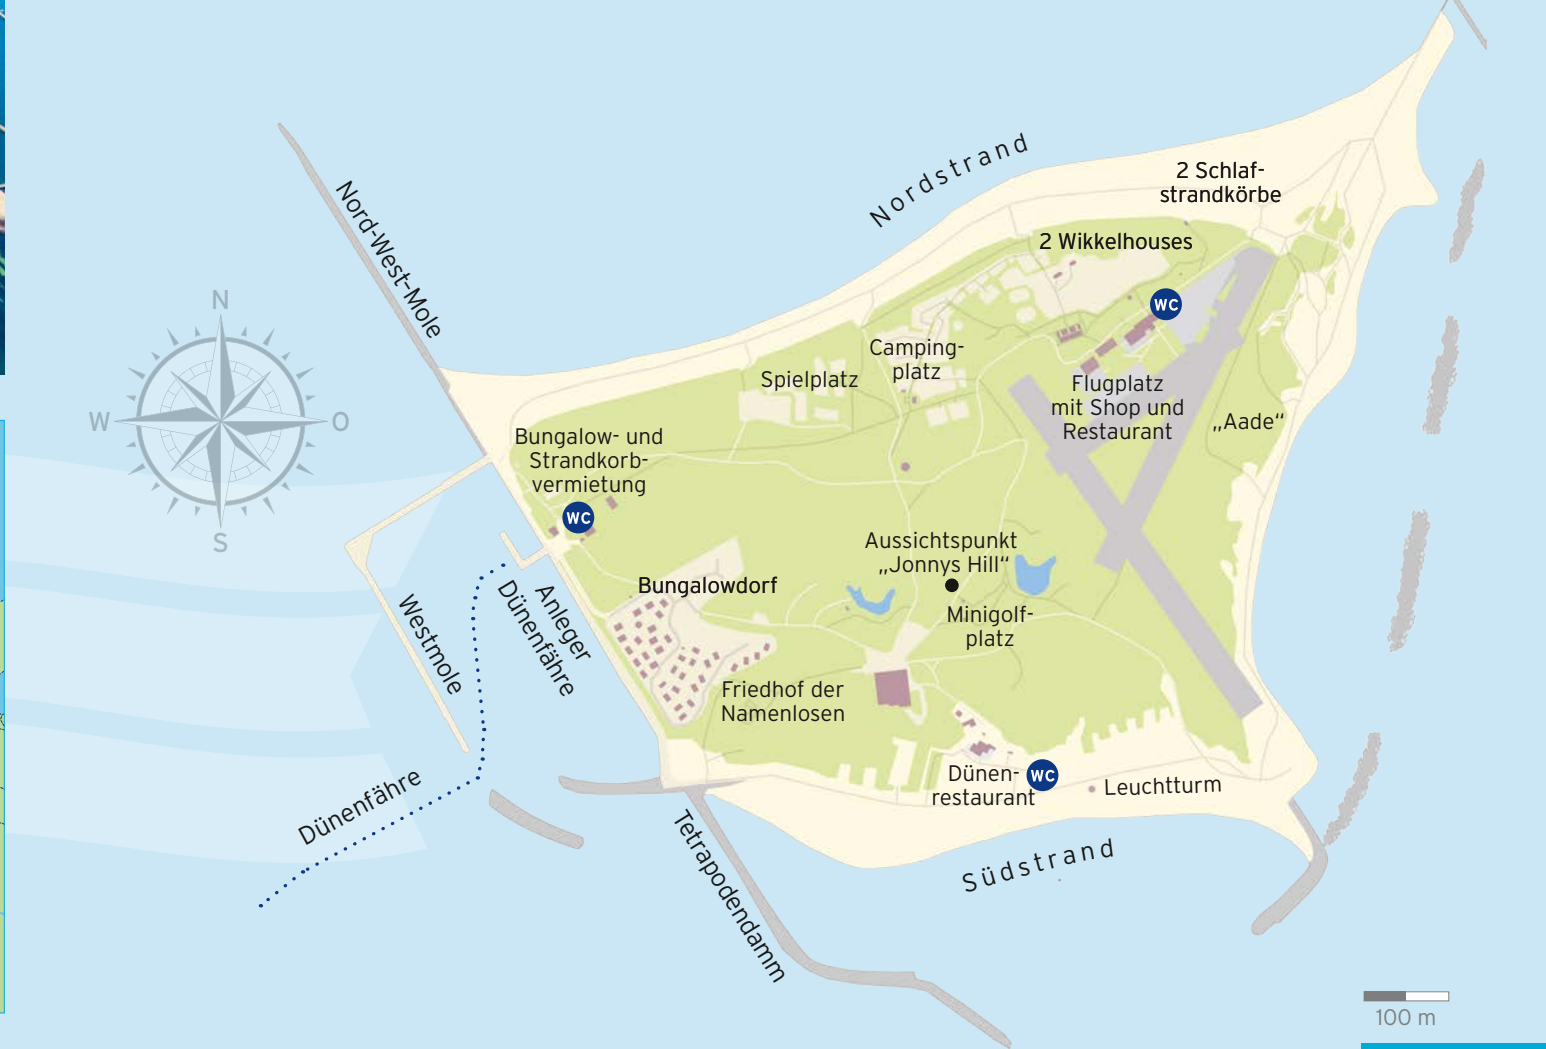 Nordstrand
2 Schlaf-
strandkörbe
Nord-West-Mole
2 Wikkelhouses
N
W
O
S
WC
Camping-
platz
Spielplatz
Flugplatz
mit Shop und
Restaurant
„Aade“
Bungalow- und
Strandkorb-
vermietung
WC
Aussichtspunkt
„Jonnys Hill“
Bungalowdorf
Minigolf-
platz
Anleger
Dünenfähre
Westmole
Friedhof der
Namenlosen
Dünenfähre
Dünen-
restaurant
WC
Leuchtturm
Südstrand
Tetrapodendamm
100 m